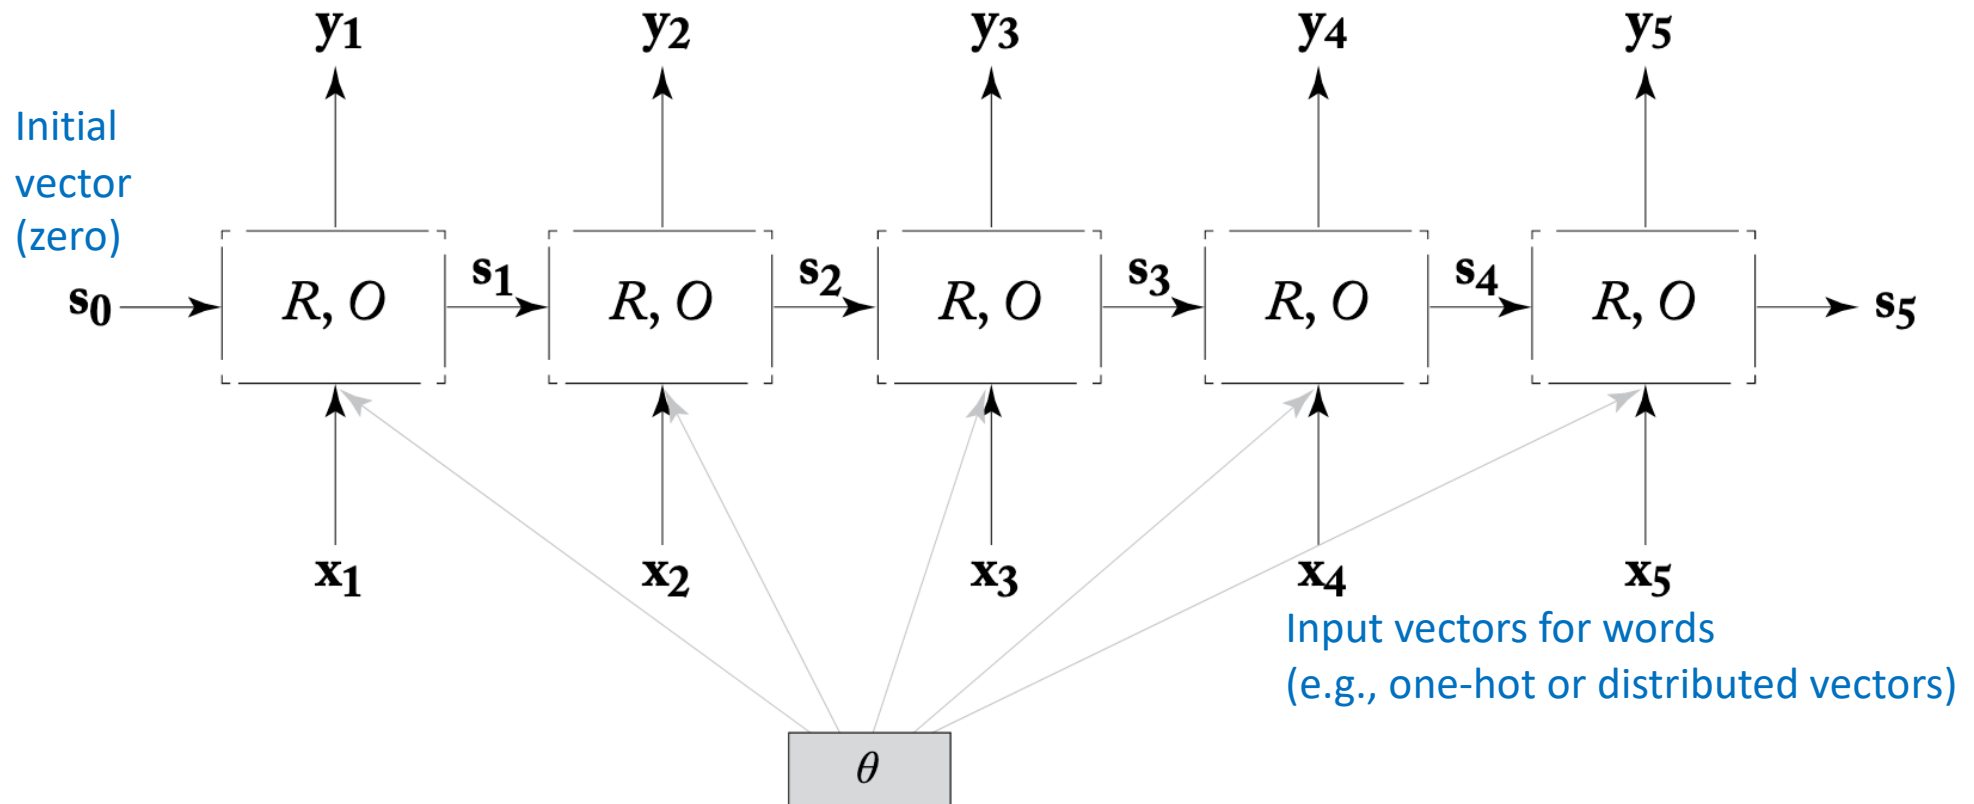 y1 y2 y3 y4 y5
Initial
vector
(zero)
s0 R, O s1 R, O s2 R, O s3 R, O s4 R, O s5
x1 x2 x3 x4 x5
Input vectors for words
(e.g., one-hot or distributed vectors)
θ